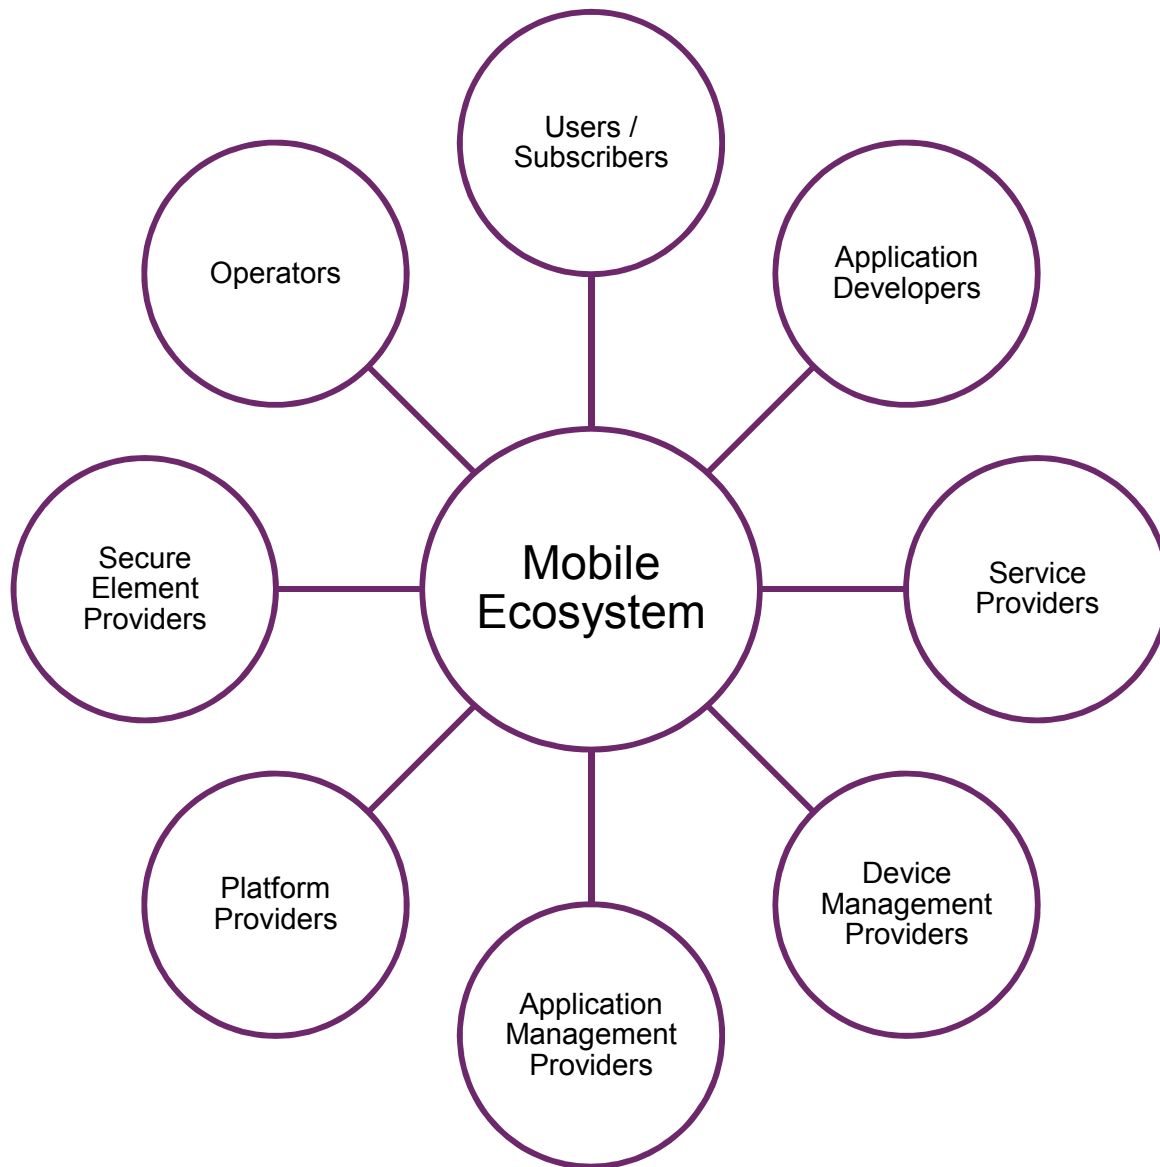 Users /
Subscribers
Application
Developers
Service
Providers
Device
Management
Providers
Application
Management
Providers
Platform
Providers
Secure
Element
Providers
Operators
Mobile
Ecosystem